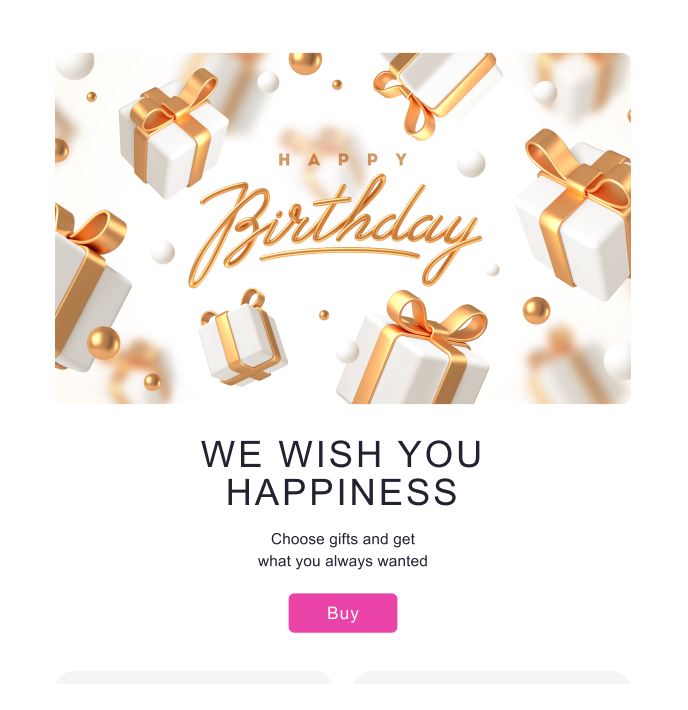 HAPPY
Birthday
WE WISH YOU
HAPPINESS
Choose gifts and get
what you always wanted
Buy